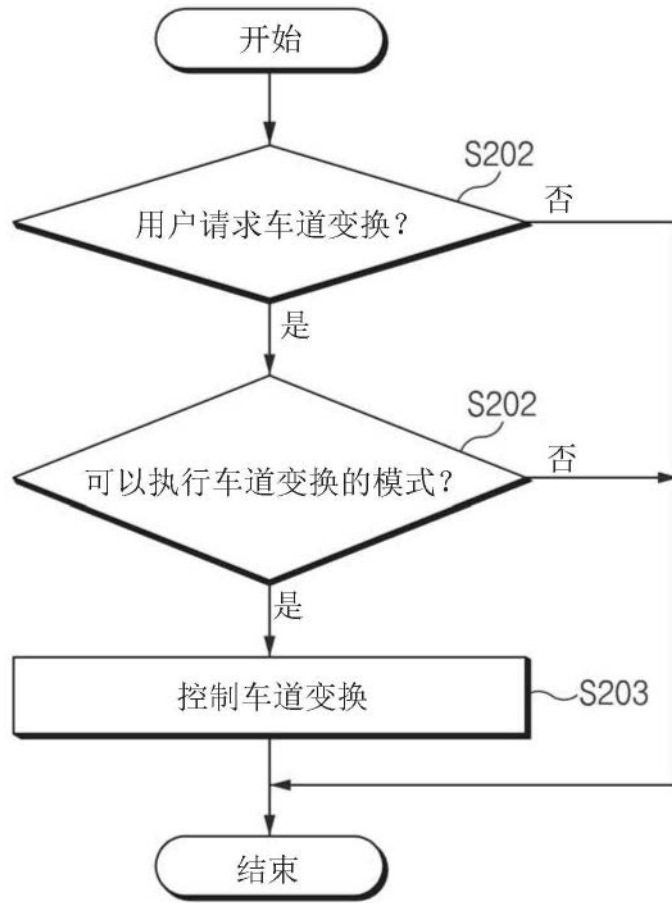 开始
S202
用户请求车道变换？
否
是
S202
可以执行车道变换的模式？
否
是
控制车道变换
S203
结束